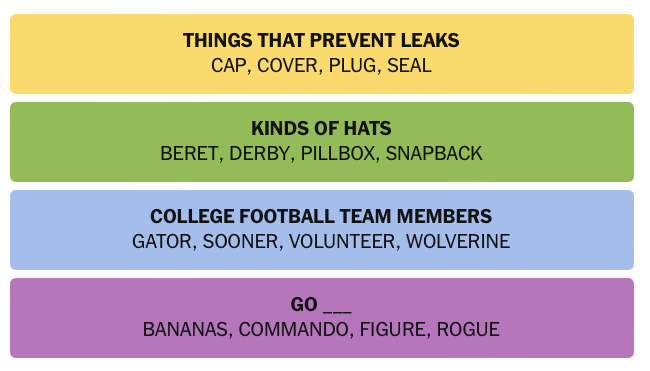 THINGS THAT PREVENT LEAKS
CAP, COVER, PLUG, SEAL
KINDS OF HATS
BERET, DERBY, PILLBOX, SNAPBACK
COLLEGE FOOTBALL TEAM MEMBERS
GATOR, SOONER, VOLUNTEER, WOLVERINE
GO ___
BANANAS, COMMANDO, FIGURE, ROGUE